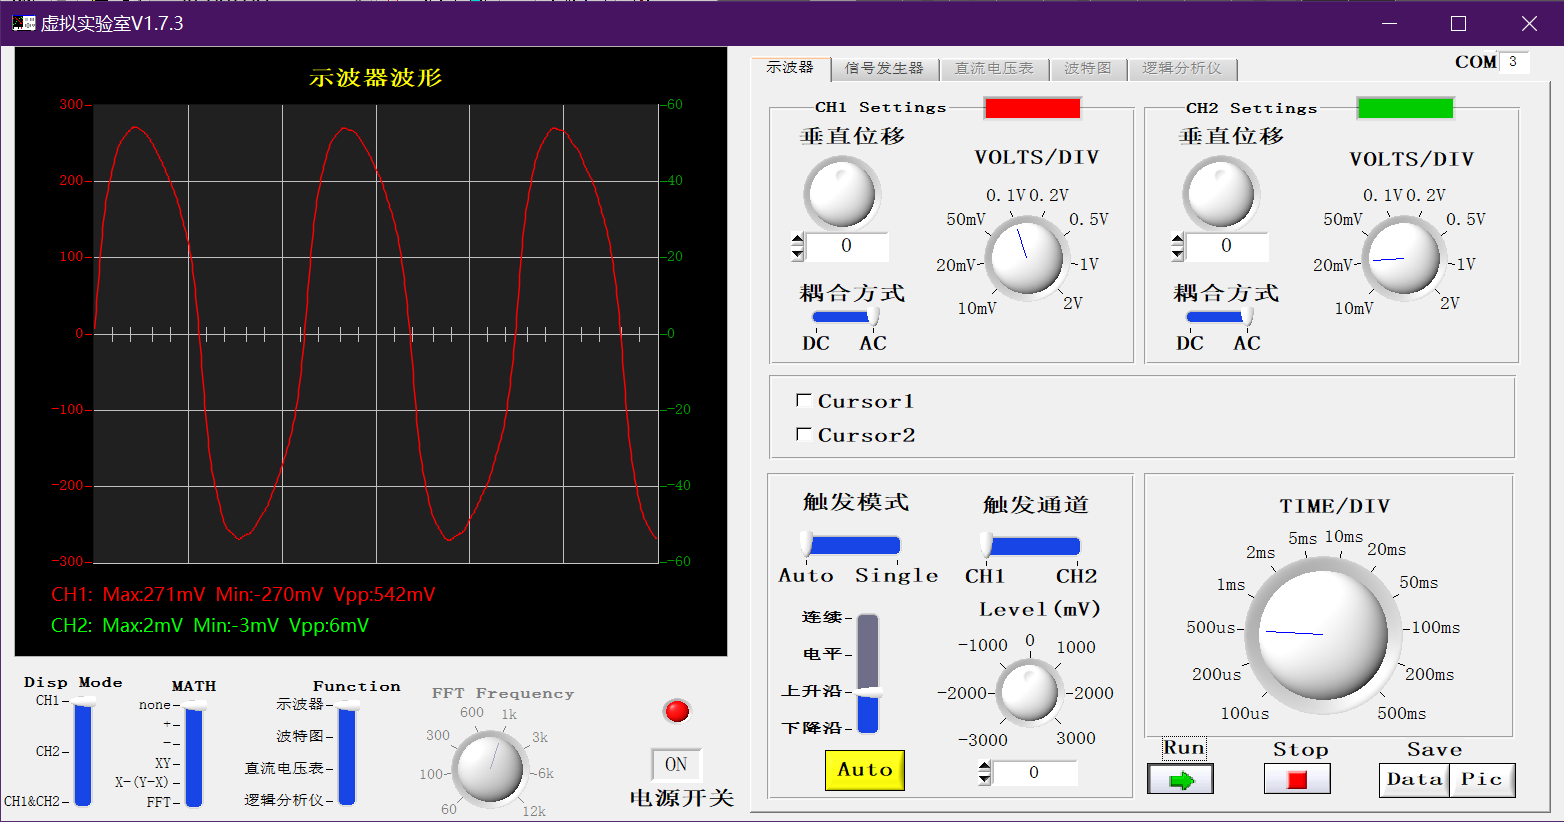 虚拟实验室V1.7.3
示波器波形
300
200
100
0
-100
-200
-300
60
40
20
0
-20
-40
-60
CH1: Max:271mV Min:-270mV Vpp:542mV
CH2: Max:2mV Min:-3mV Vpp:6mV
Disp Mode
CH1
CH2
CH1&CH2
MATH
none
+
-
XY
X-(Y-X)
FFT
Function
示波器
波特图
直流电压表
逻辑分析仪
FFT Frequency
600 1k
300 3k
100 6k
60 12k
ON
电源开关
示波器 信号发生器 直流电压表 波特图 逻辑分析仪
COM 3
CH1 Settings
垂直位移
0
耦合方式
DC AC
VOLTS/DIV
0.1V 0.2V
50mV 0.5V
20mV 1V
10mV 2V
CH2 Settings
垂直位移
0
耦合方式
DC AC
VOLTS/DIV
0.1V 0.2V
50mV 0.5V
20mV 1V
10mV 2V
Cursor1
Cursor2
触发模式
Auto Single
触发通道
CH1 CH2
连续
电平
上升沿
下降沿
Auto
Level(mV)
0
-1000 1000
-2000 2000
-3000 3000
0
TIME/DIV
5ms 10ms
2ms 20ms
1ms 50ms
500us 100ms
200us 200ms
100us 500ms
Run
Stop
Save
Data Pic